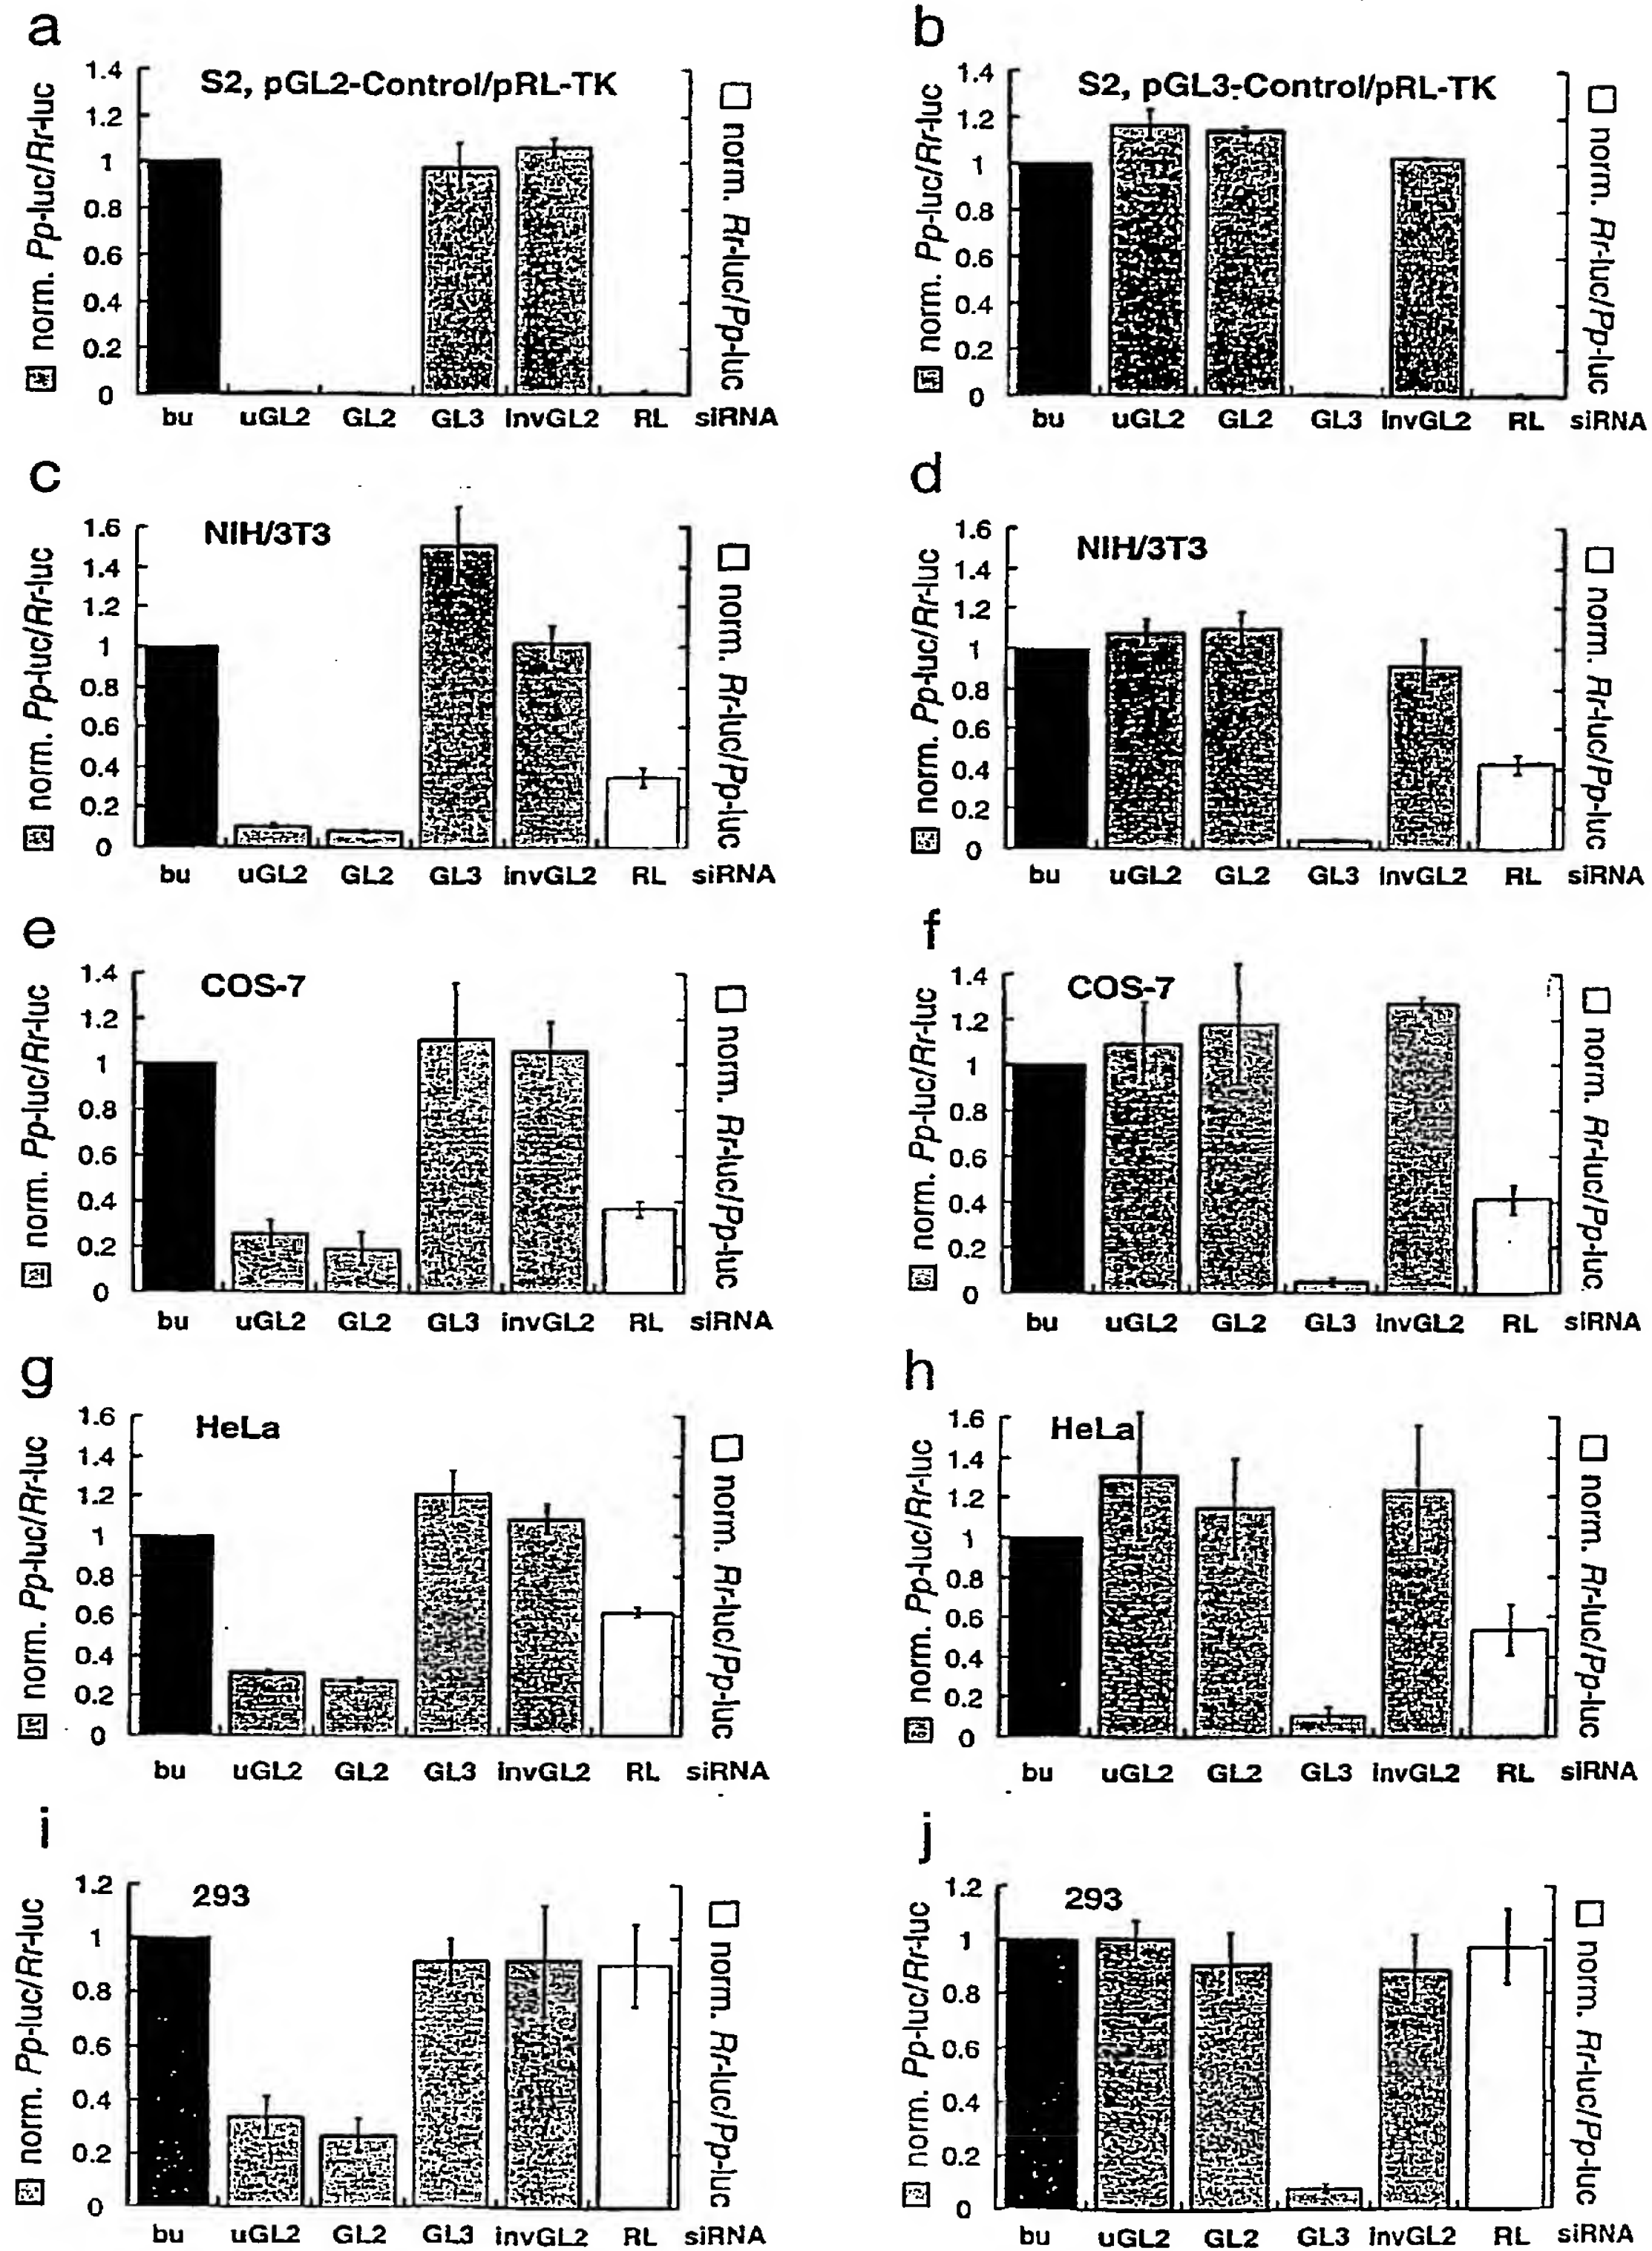 a
S2, pGL2-Control/pRL-TK
norm. Pp-luc/Rr-luc
1.4
1.2
1
0.8
0.6
0.4
0.2
0
norm. Rr-luc/Pp-luc
bu uGL2 GL2 GL3 invGL2 RL siRNA
b
S2, pGL3-Control/pRL-TK
norm. Pp-luc/Rr-luc
1.4
1.2
1
0.8
0.6
0.4
0.2
0
norm. Rr-luc/Pp-luc
bu uGL2 GL2 GL3 invGL2 RL siRNA
c
NIH/3T3
norm. Pp-luc/Rr-luc
1.6
1.4
1.2
1
0.8
0.6
0.4
0.2
0
norm. Rr-luc/Pp-luc
bu uGL2 GL2 GL3 invGL2 RL siRNA
d
NIH/3T3
norm. Pp-luc/Rr-luc
1.6
1.4
1.2
1
0.8
0.6
0.4
0.2
0
norm. Rr-luc/Pp-luc
bu uGL2 GL2 GL3 invGL2 RL siRNA
e
COS-7
norm. Pp-luc/Rr-luc
1.4
1.2
1
0.8
0.6
0.4
0.2
0
norm. Rr-luc/Pp-luc
bu uGL2 GL2 GL3 invGL2 RL siRNA
f
COS-7
norm. Pp-luc/Rr-luc
1.4
1.2
1
0.8
0.6
0.4
0.2
0
norm. Rr-luc/Pp-luc
bu uGL2 GL2 GL3 invGL2 RL siRNA
g
HeLa
norm. Pp-luc/Rr-luc
1.6
1.4
1.2
1
0.8
0.6
0.4
0.2
0
norm. Rr-luc/Pp-luc
bu uGL2 GL2 GL3 invGL2 RL siRNA
h
HeLa
norm. Pp-luc/Rr-luc
1.6
1.4
1.2
1
0.8
0.6
0.4
0.2
0
norm. Rr-luc/Pp-luc
bu uGL2 GL2 GL3 invGL2 RL siRNA
i
293
norm. Pp-luc/Rr-luc
1.2
1
0.8
0.6
0.4
0.2
0
norm. Rr-luc/Pp-luc
bu uGL2 GL2 GL3 invGL2 RL siRNA
j
293
norm. Pp-luc/Rr-luc
1.2
1
0.8
0.6
0.4
0.2
0
norm. Rr-luc/Pp-luc
bu uGL2 GL2 GL3 invGL2 RL siRNA